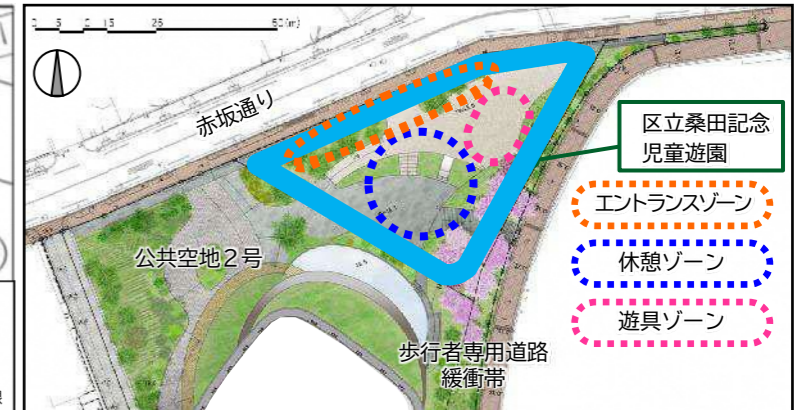 赤坂通り
区立桑田記念
児童遊園
エントランスゾーン
公共空地2号
休憩ゾーン
遊具ゾーン
歩行者専用道路
緩衝帯